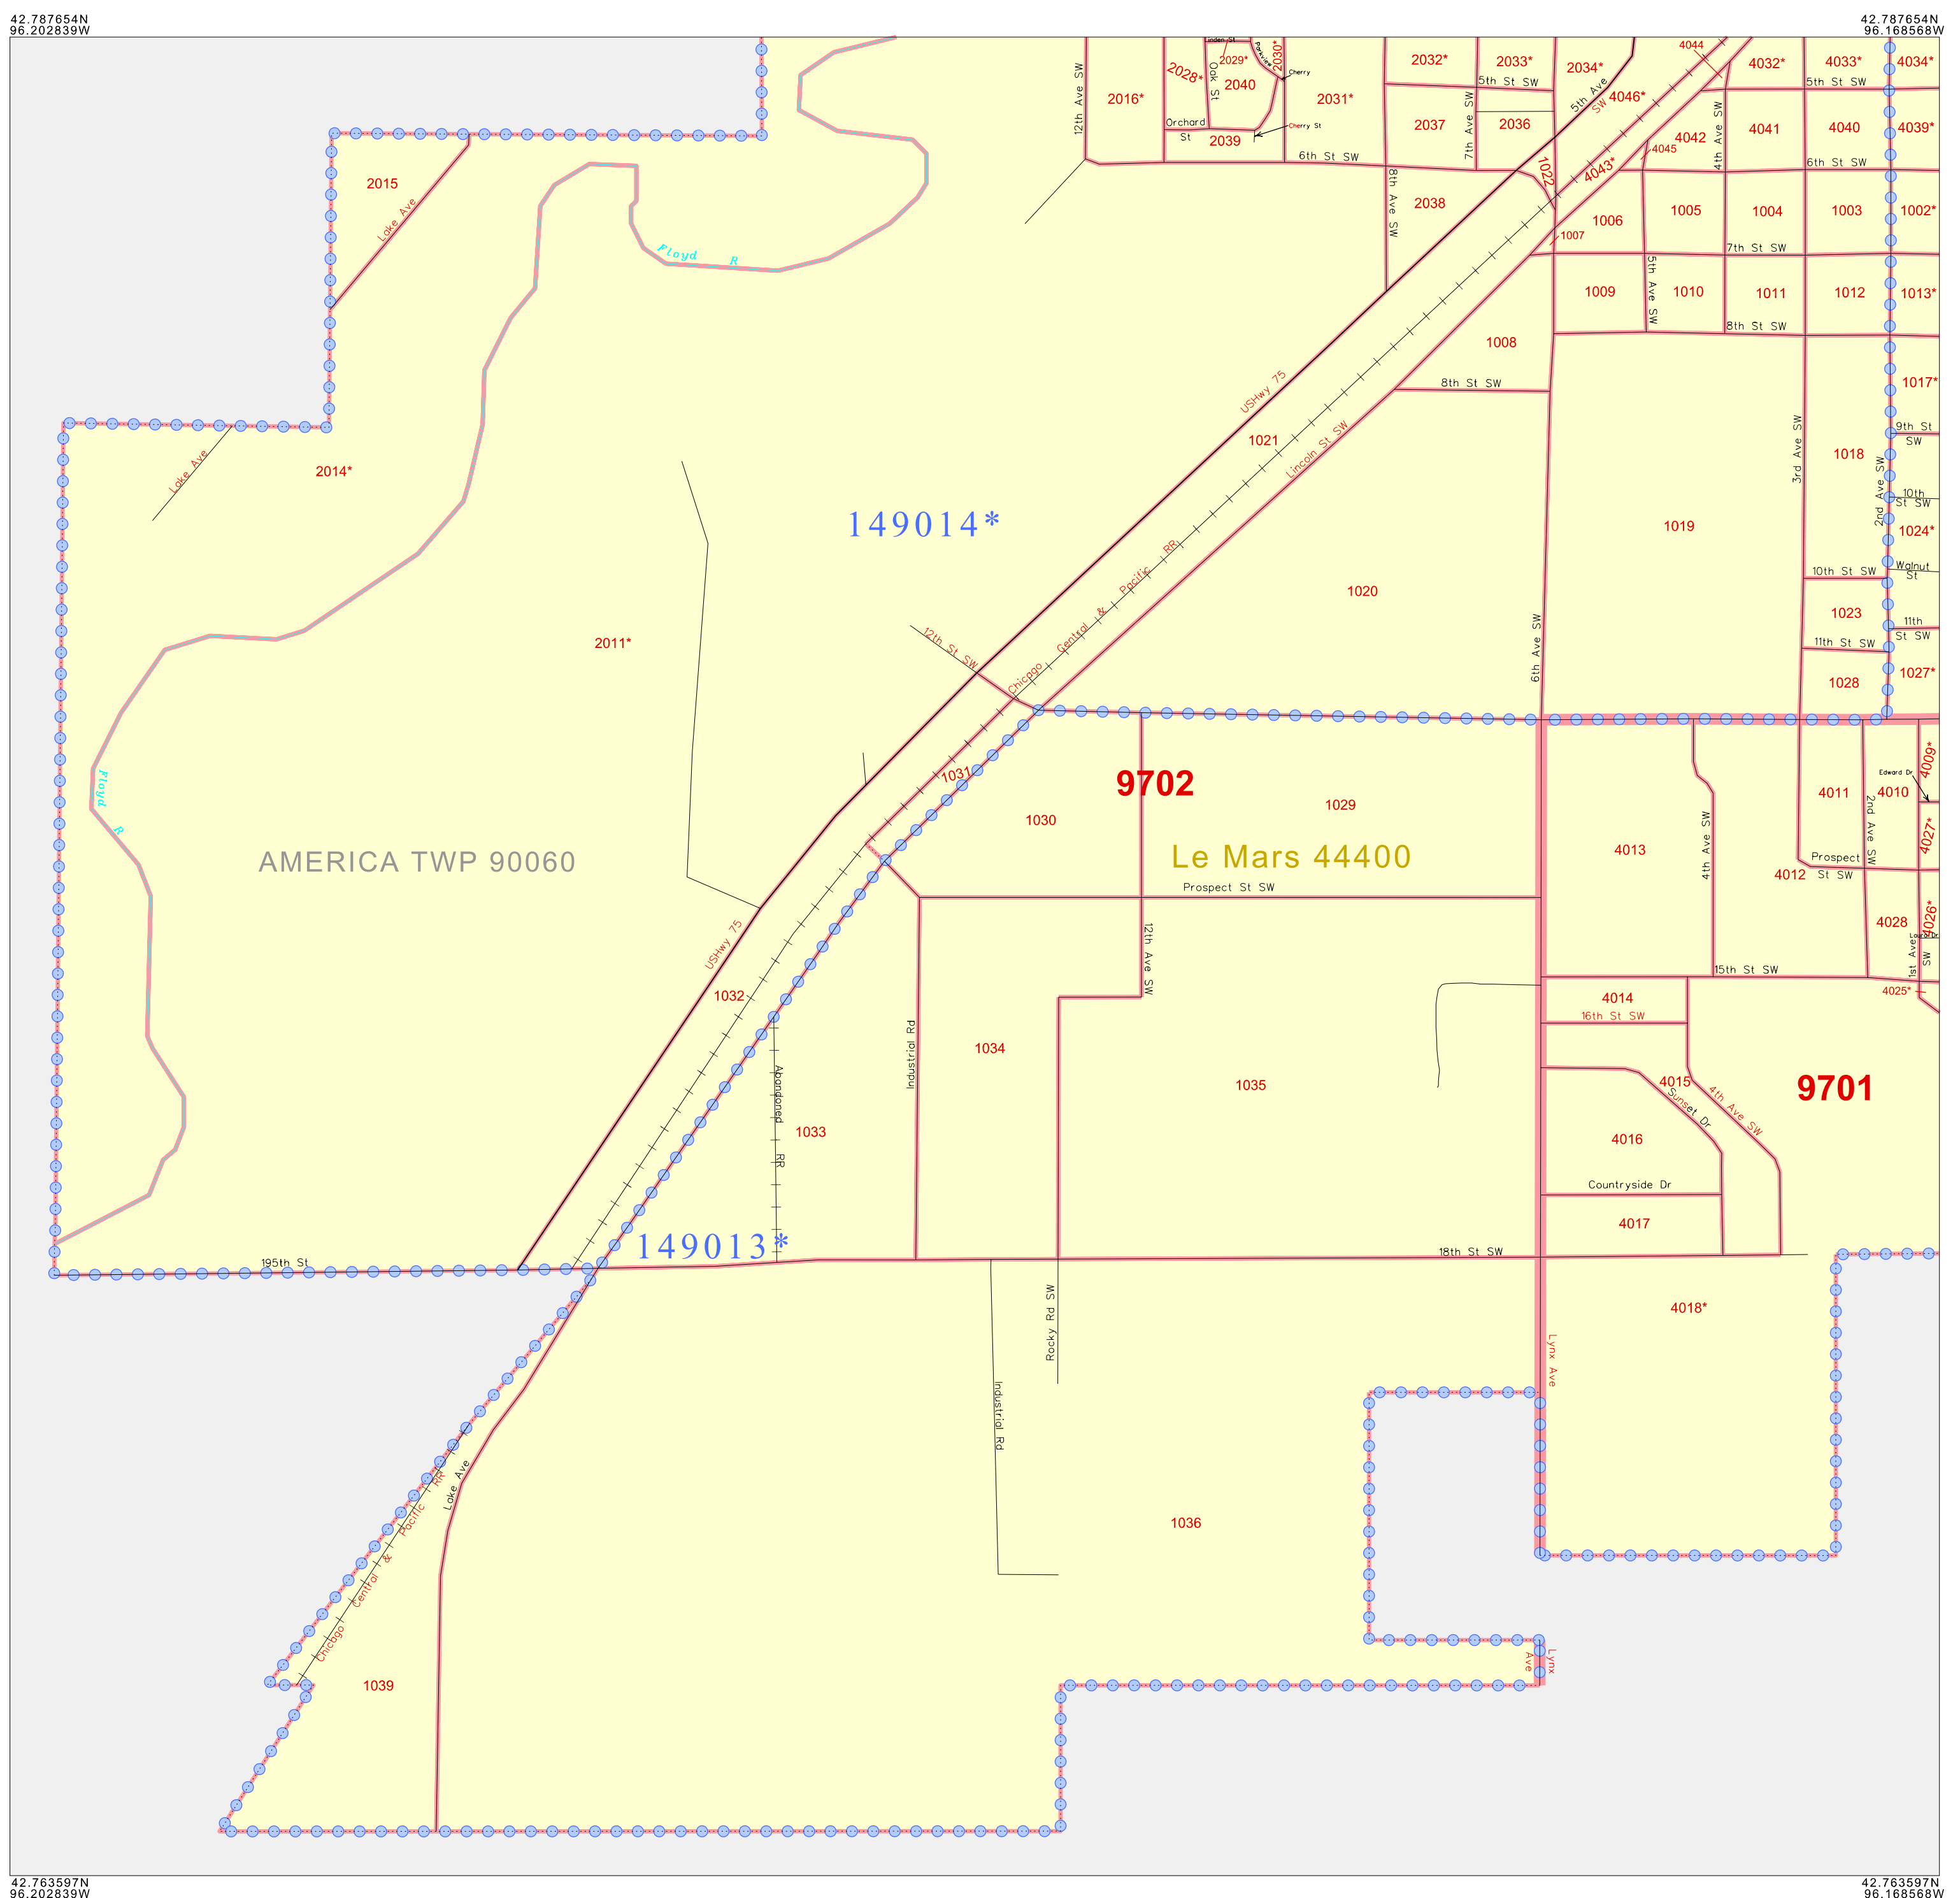 42.787654N
96.202839W
42.787654N
96.168568W
12th Ave SW
2016*
2028*
Oak St
Linden St
2029*
2040
Parkview
2030*
Cherry
Orchard
St
2039
Cherry St
2031*
6th St SW
2032*
2033*
2034*
5th St SW
2037
7th Ave SW
2036
8th Ave SW
2038
5th Ave
SW
4044
4046*
4032*
4033*
4034*
5th St SW
4042
4045
4043*
4th Ave SW
4041
4040
4039*
6th St SW
1022
1007
1006
1005
1004
1003
1002*
7th St SW
1009
5th Ave SW
1010
1011
1012
1013*
8th St SW
1008
8th St SW
1017*
2015
Lake Ave
Floyd
R
USHwy 75
1021
Lincoln St SW
3rd Ave SW
1018
2nd Ave SW
9th St
SW
10th
St SW
1019
1024*
Lake Ave
2014*
149014*
Chicago Central & Pacific RR
1020
10th St SW
Walnut
St
1023
11th
St SW
11th St SW
6th Ave SW
1028
1027*
2011*
12th St SW
1031
9702
1030
1029
Le Mars 44400
Prospect St SW
Floyd
R
AMERICA TWP 90060
4013
4th Ave SW
4011
2nd Ave SW
4010
4009*
Edward Dr
4027*
Prospect
St SW
4012
4028
4026*
1st Ave
SW
15th St SW
4025*
USHwy 75
1032
12th Ave SW
4014
16th St SW
Industrial Rd
1034
1035
Abandoned RR
1033
4015
Sunset Dr
4th Ave SW
9701
4016
Countryside Dr
4017
149013*
195th St
18th St SW
Rocky Rd SW
4018*
Lynx Ave
Industrial Rd
Lake Ave
Chicago Central & Pacific RR
1036
1039
Lynx
Ave
42.763597N
96.202839W
42.763597N
96.168568W